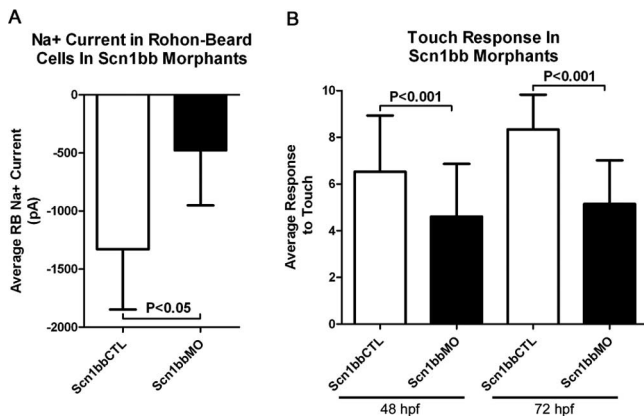 A
Na+ Current in Rohon-Beard
Cells In Scn1bb Morphants
Average RB Na+ Current
(pA)
0
-500
-1000
-1500
-2000
P<0.05
Scn1bbCTL
Scn1bbMO
B
Touch Response In
Scn1bb Morphants
Average Response
to Touch
10
8
6
4
2
0
P<0.001
P<0.001
Scn1bbCTL
Scn1bbMO
Scn1bbCTL
Scn1bbMO
48 hpf
72 hpf